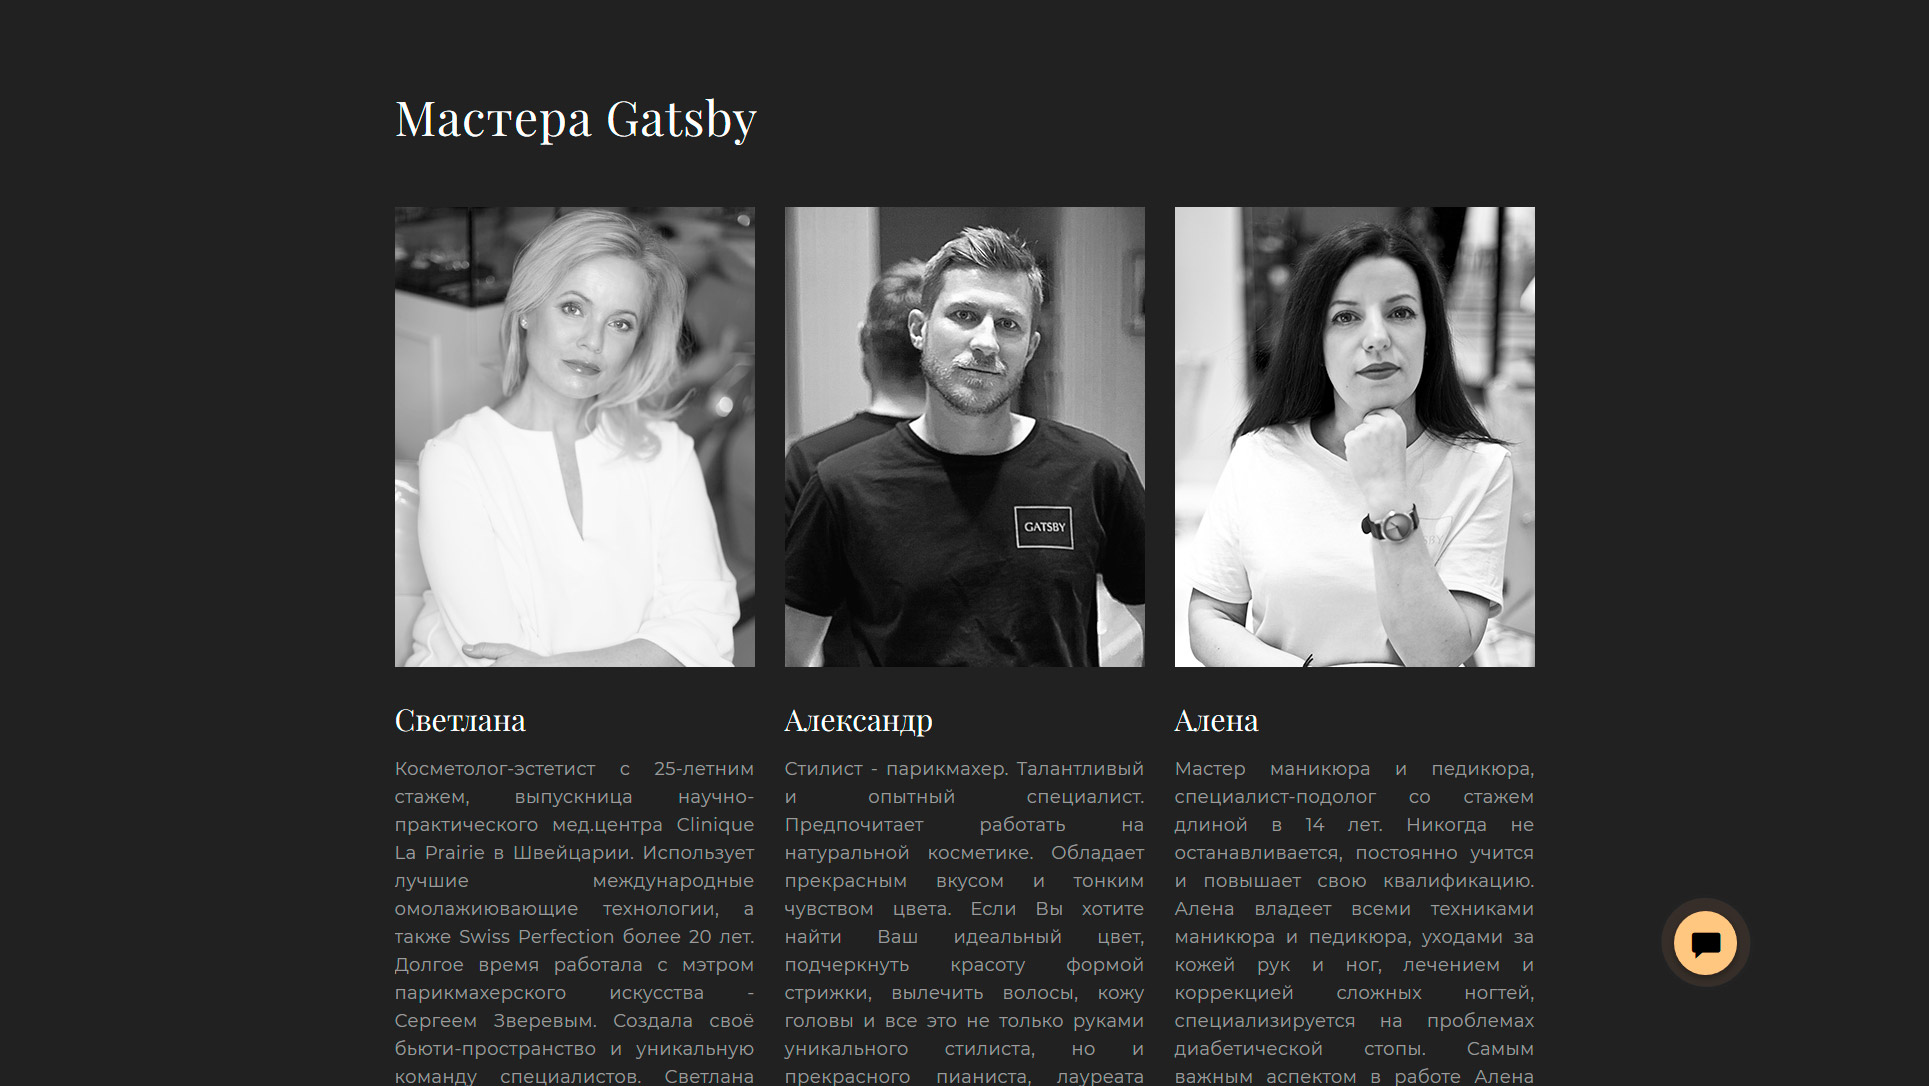 Мастера Gatsby
GATSBY
Светлана
Косметолог-эстетист с 25-летним
стажем, выпускница научно-
практического мед.центра Clinique
La Prairie в Швейцарии. Использует
лучшие международные
омолажиювающие технологии, а
также Swiss Perfection более 20 лет.
Долгое время работала с мэтром
парикмахерского искусства -
Сергеем Зверевым. Создала своё
бьюти-пространство и уникальную
команду специалистов. Светлана
Александр
Стилист - парикмахер. Талантливый
и опытный специалист.
Предпочитает работать на
натуральной косметике. Обладает
прекрасным вкусом и тонким
чувством цвета. Если Вы хотите
найти Ваш идеальный цвет,
подчеркнуть красоту формой
стрижки, вылечить волосы, кожу
головы и все это не только руками
уникального стилиста, но и
прекрасного пианиста, лауреата
Алена
Мастер маникюра и педикюра,
специалист-подолог со стажем
длиной в 14 лет. Никогда не
останавливается, постоянно учится
и повышает свою квалификацию.
Алена владеет всеми техниками
маникюра и педикюра, уходами за
кожей рук и ног, лечением и
коррекцией сложных ногтей,
специализируется на проблемах
диабетической стопы. Самым
важным аспектом в работе Алена